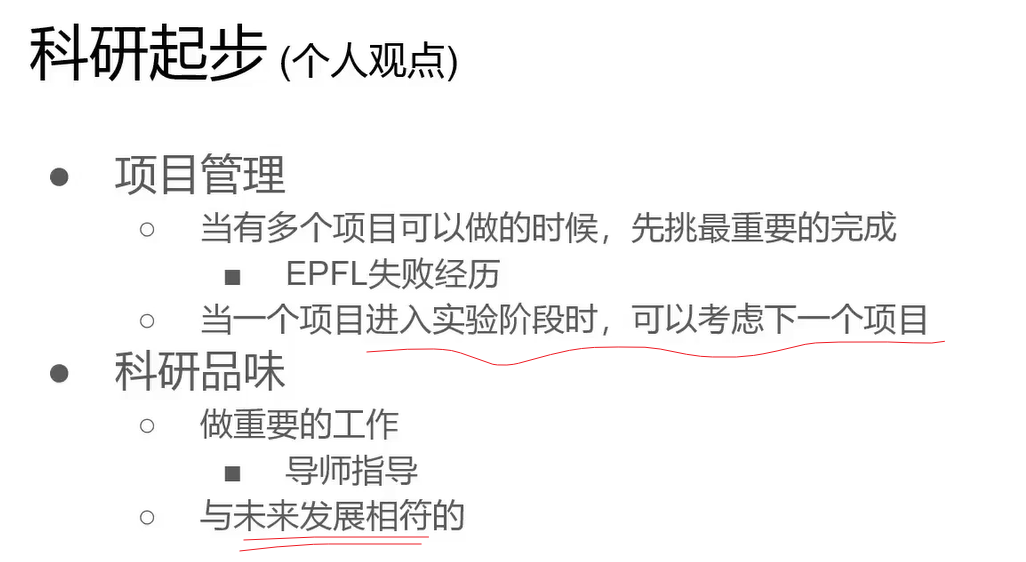 科研起步 (个人观点)
● 项目管理
○ 当有多个项目可以做的时候，先挑最重要的完成
■ EPFL失败经历
○ 当一个项目进入实验阶段时，可以考虑下一个项目
● 科研品味
○ 做重要的工作
■ 导师指导
○ 与未来发展相符的